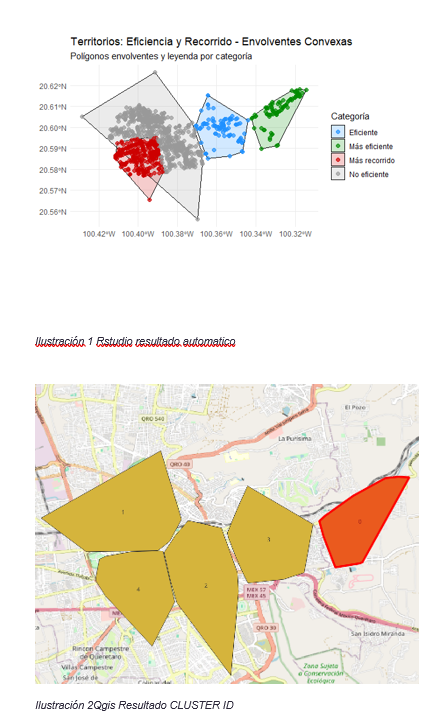 Territorios: Eficiencia y Recorrido - Envolventes Convexas
Polígonos envolventes y leyenda por categoría
20.62°N
20.61°N
20.60°N
20.59°N
20.58°N
20.57°N
20.56°N
100.42°W 100.40°W 100.38°W 100.36°W 100.34°W 100.32°W
Categoría
Eficiente
Más eficiente
Más recorrido
No eficiente
Ilustración 1 Rstudio resultado automatico
El Pozo
QRO 540
La Purísima
QRO 40
1
3
4
2
MEX 57
MEX 45
QRO 30
San Isidro Miranda
Rincón Campestre
de Querétaro
Villas Campestre
San José de
Zona Sujeta
a Conservación
Ecológica
Ilustración 2Qgis Resultado CLUSTER ID